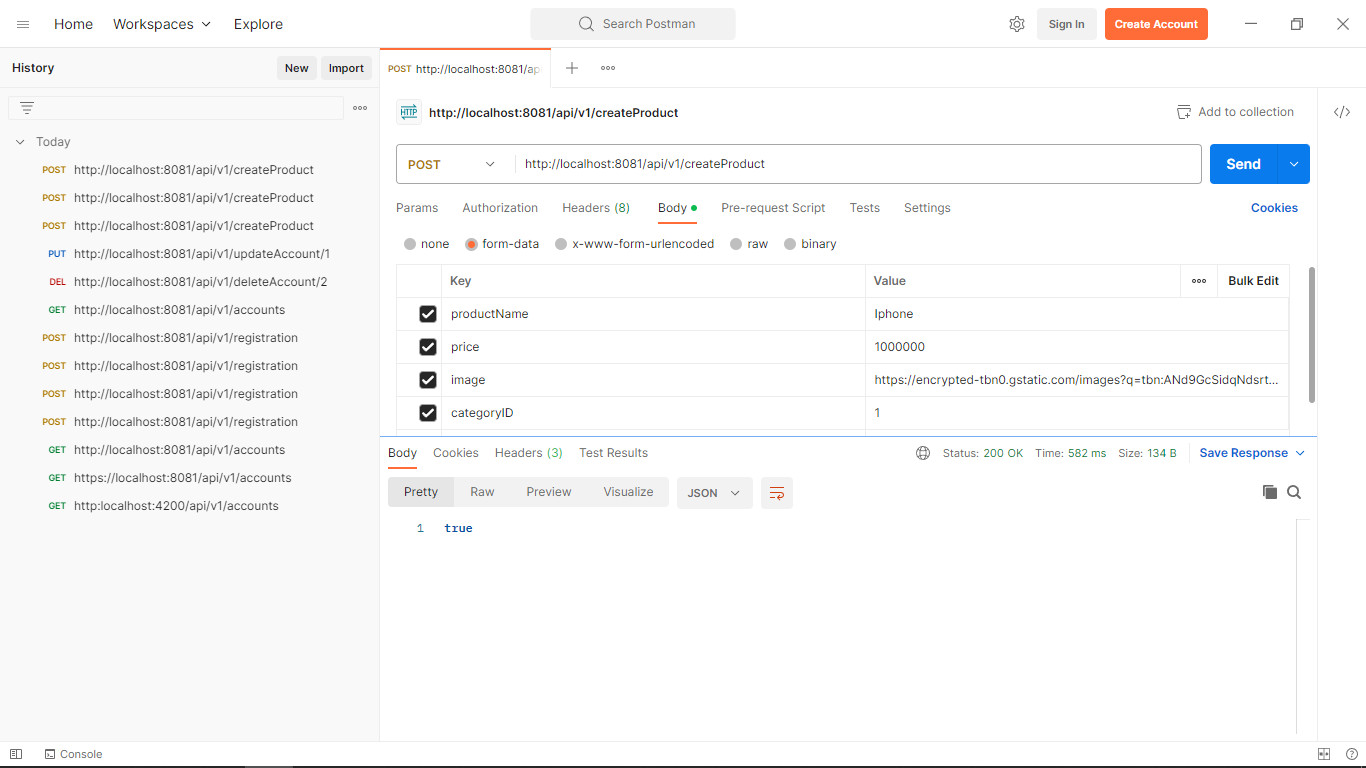 Home Workspaces Explore Search Postman Sign In Create Account
History New Import
POST http://localhost:8081/ap
HTTP http://localhost:8081/api/v1/createProduct Add to collection
Today
POST http://localhost:8081/api/v1/createProduct
POST http://localhost:8081/api/v1/createProduct
POST http://localhost:8081/api/v1/createProduct
PUT http://localhost:8081/api/v1/updateAccount/1
DEL http://localhost:8081/api/v1/deleteAccount/2
GET http://localhost:8081/api/v1/accounts
POST http://localhost:8081/api/v1/registration
POST http://localhost:8081/api/v1/registration
POST http://localhost:8081/api/v1/registration
POST http://localhost:8081/api/v1/registration
GET http://localhost:8081/api/v1/accounts
GET https://localhost:8081/api/v1/accounts
GET http:localhost:4200/api/v1/accounts
POST http://localhost:8081/api/v1/createProduct Send
Params Authorization Headers (8) Body Pre-request Script Tests Settings Cookies
none form-data x-www-form-urlencoded raw binary
Key Value Bulk Edit
productName Iphone
price 1000000
image https://encrypted-tbn0.gstatic.com/images?q=tbn:ANd9GcSidqNdsrt...
categoryID 1
Body Cookies Headers (3) Test Results Status: 200 OK Time: 582 ms Size: 134 B Save Response
Pretty Raw Preview Visualize JSON
1 true
Console